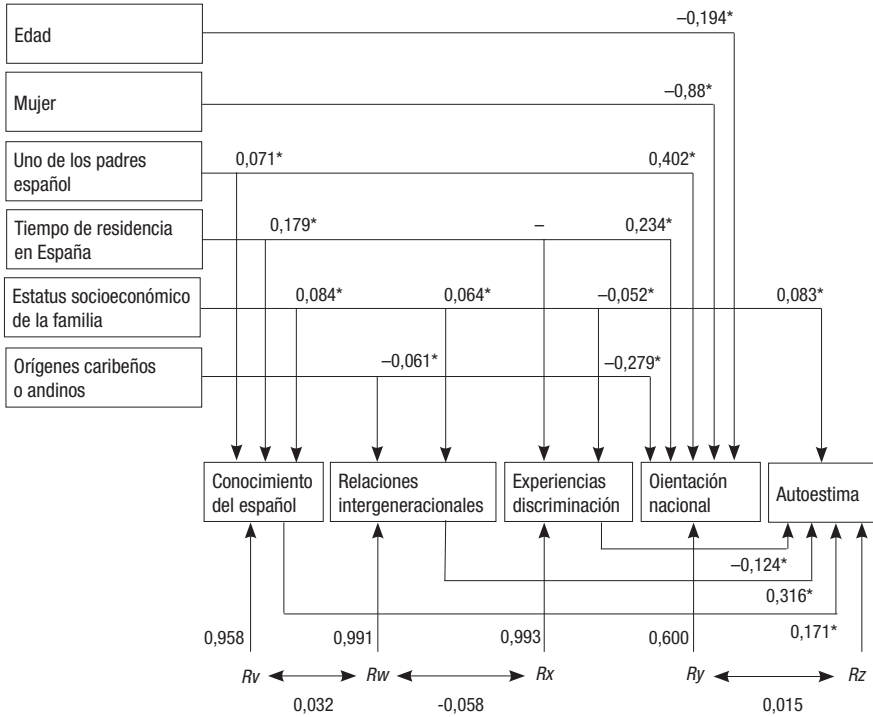 Edad
–0,194*
Mujer
–0,88*
Uno de los padres
español
0,071*
0,402*
Tiempo de residencia
en España
0,179*
–
0,234*
Estatus socioeconómico
de la familia
0,084*
0,064*
–0,052*
0,083*
Orígenes caribeños
o andinos
–0,061*
–0,279*
Conocimiento
del español
Relaciones
intergeneracionales
Experiencias
discriminación
Oientación
nacional
Autoestima
–0,124*
0,316*
0,171*
0,958
0,991
0,993
0,600
Rv
Rw
Rx
Ry
Rz
0,032
-0,058
0,015